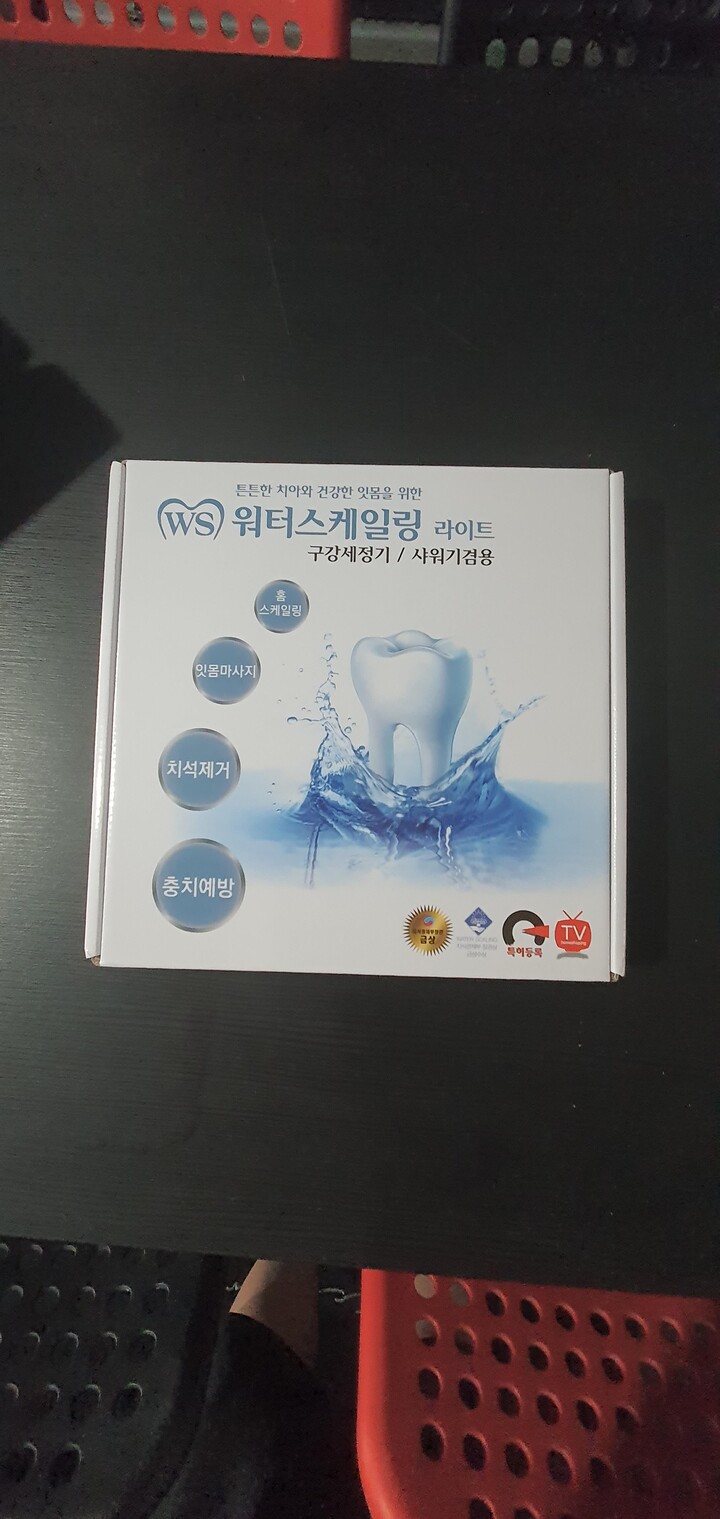 튼튼한 치아와 건강한 잇몸을 위한
WS 워터스케일링 라이트
구강세정기 / 샤워기겸용
홈
스케일링
잇몸마사지
치석제거
충치예방
금상
특허등록
TV